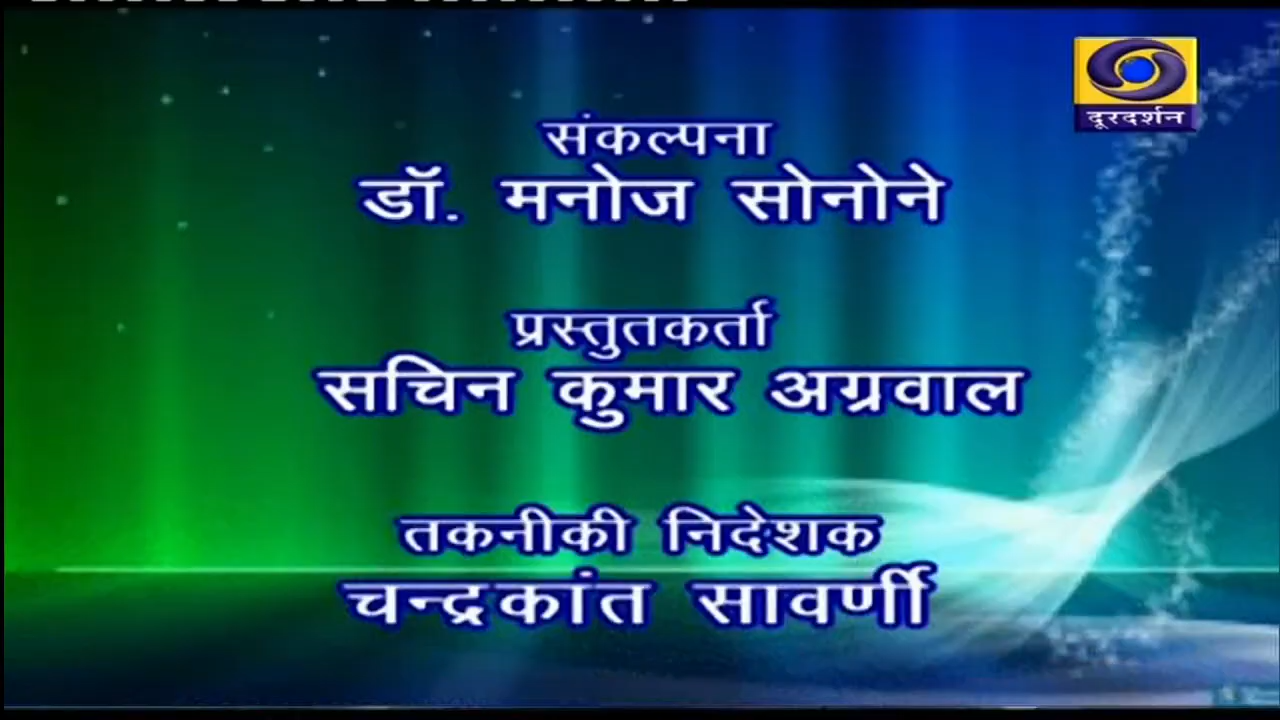 दूरदर्शन
संकल्पना
डॉ. मनोज सोनोने
प्रस्तुतकर्ता
सचिन कुमार अग्रवाल
तकनीकी निदेशक
चन्द्रकांत सावर्णी